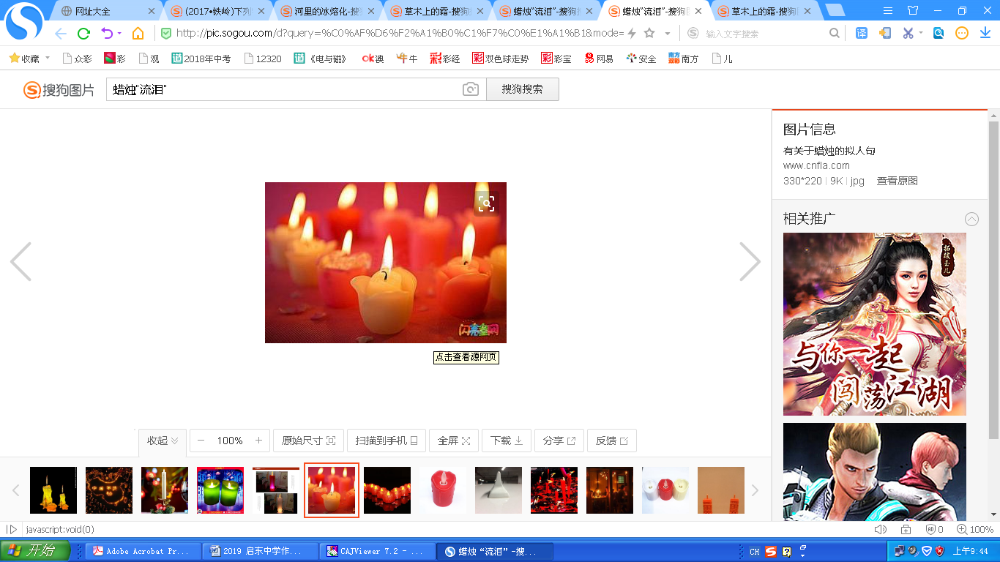 网址大全
(2017•铁岭)下列
河里的冰熔化-搜
草木上的霜-搜狗
蜡烛"流泪"-搜狗
蜡烛"流泪"-搜狗图
草木上的霜-搜狗
http://pic.sogou.com/d?query=%C0%AF%D6%F2%A1%B0%C1%F7%C0%E1%A1%B1&mode=
输入文字搜索
译
收藏
众彩
彩
观
2018年中考
12320
《电与磁》
澳
牛
彩经
双色球走势
彩宝
网易
安全
南方
儿
搜狗图片
蜡烛"流泪"
搜狗搜索
图片信息
有关于蜡烛的拟人句
www.cnfla.com
330*220 | 9K | jpg 查看原图
相关推广
拓跋玉儿
与你一起
闯荡江湖
闪亮童网
点击查看源网页
收起
100%
原始尺寸
扫描到手机
全屏
下载
分享
反馈
javascript:void(0)
0
100%
开始
Adobe Acrobat Pr...
2019 启东中学作...
CAJViewer 7.2 - ...
蜡烛“流泪”-搜...
CH
上午9:44